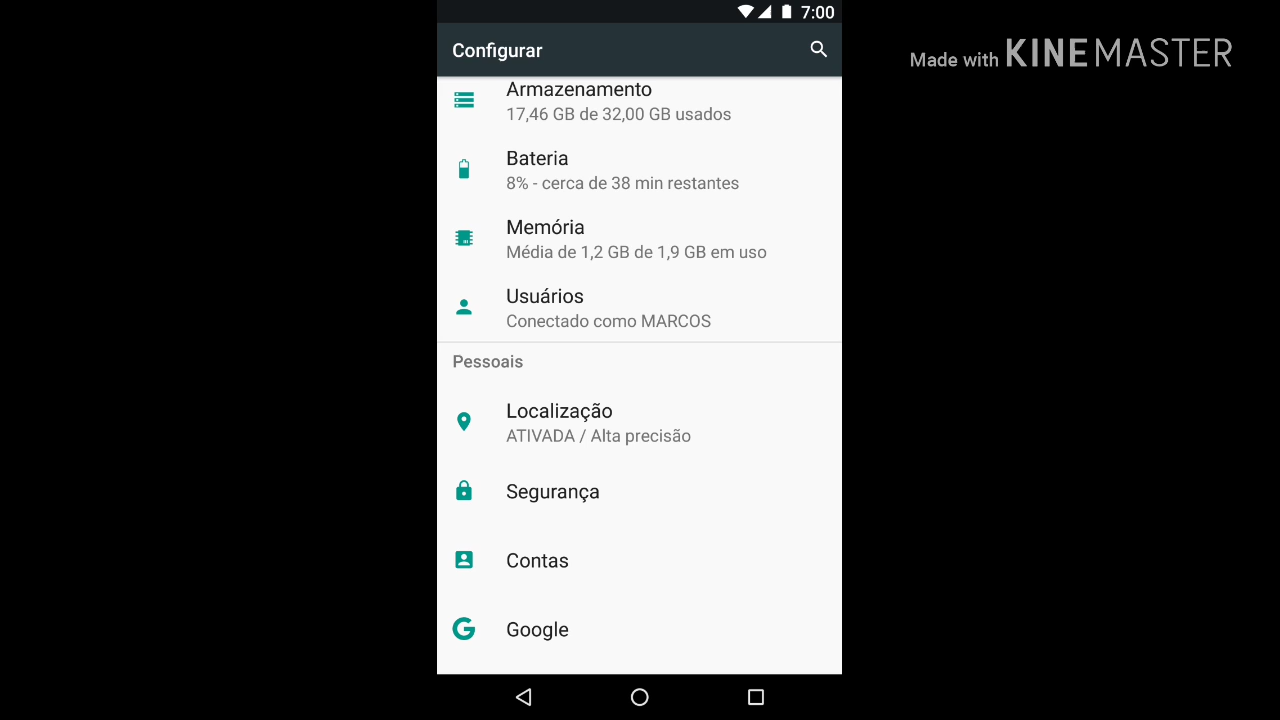 7:00
Configurar
Made with KINEMASTER
Armazenamento
17,46 GB de 32,00 GB usados
Bateria
8% - cerca de 38 min restantes
Memória
Média de 1,2 GB de 1,9 GB em uso
Usuários
Conectado como MARCOS
Pessoais
Localização
ATIVADA / Alta precisão
Segurança
Contas
Google